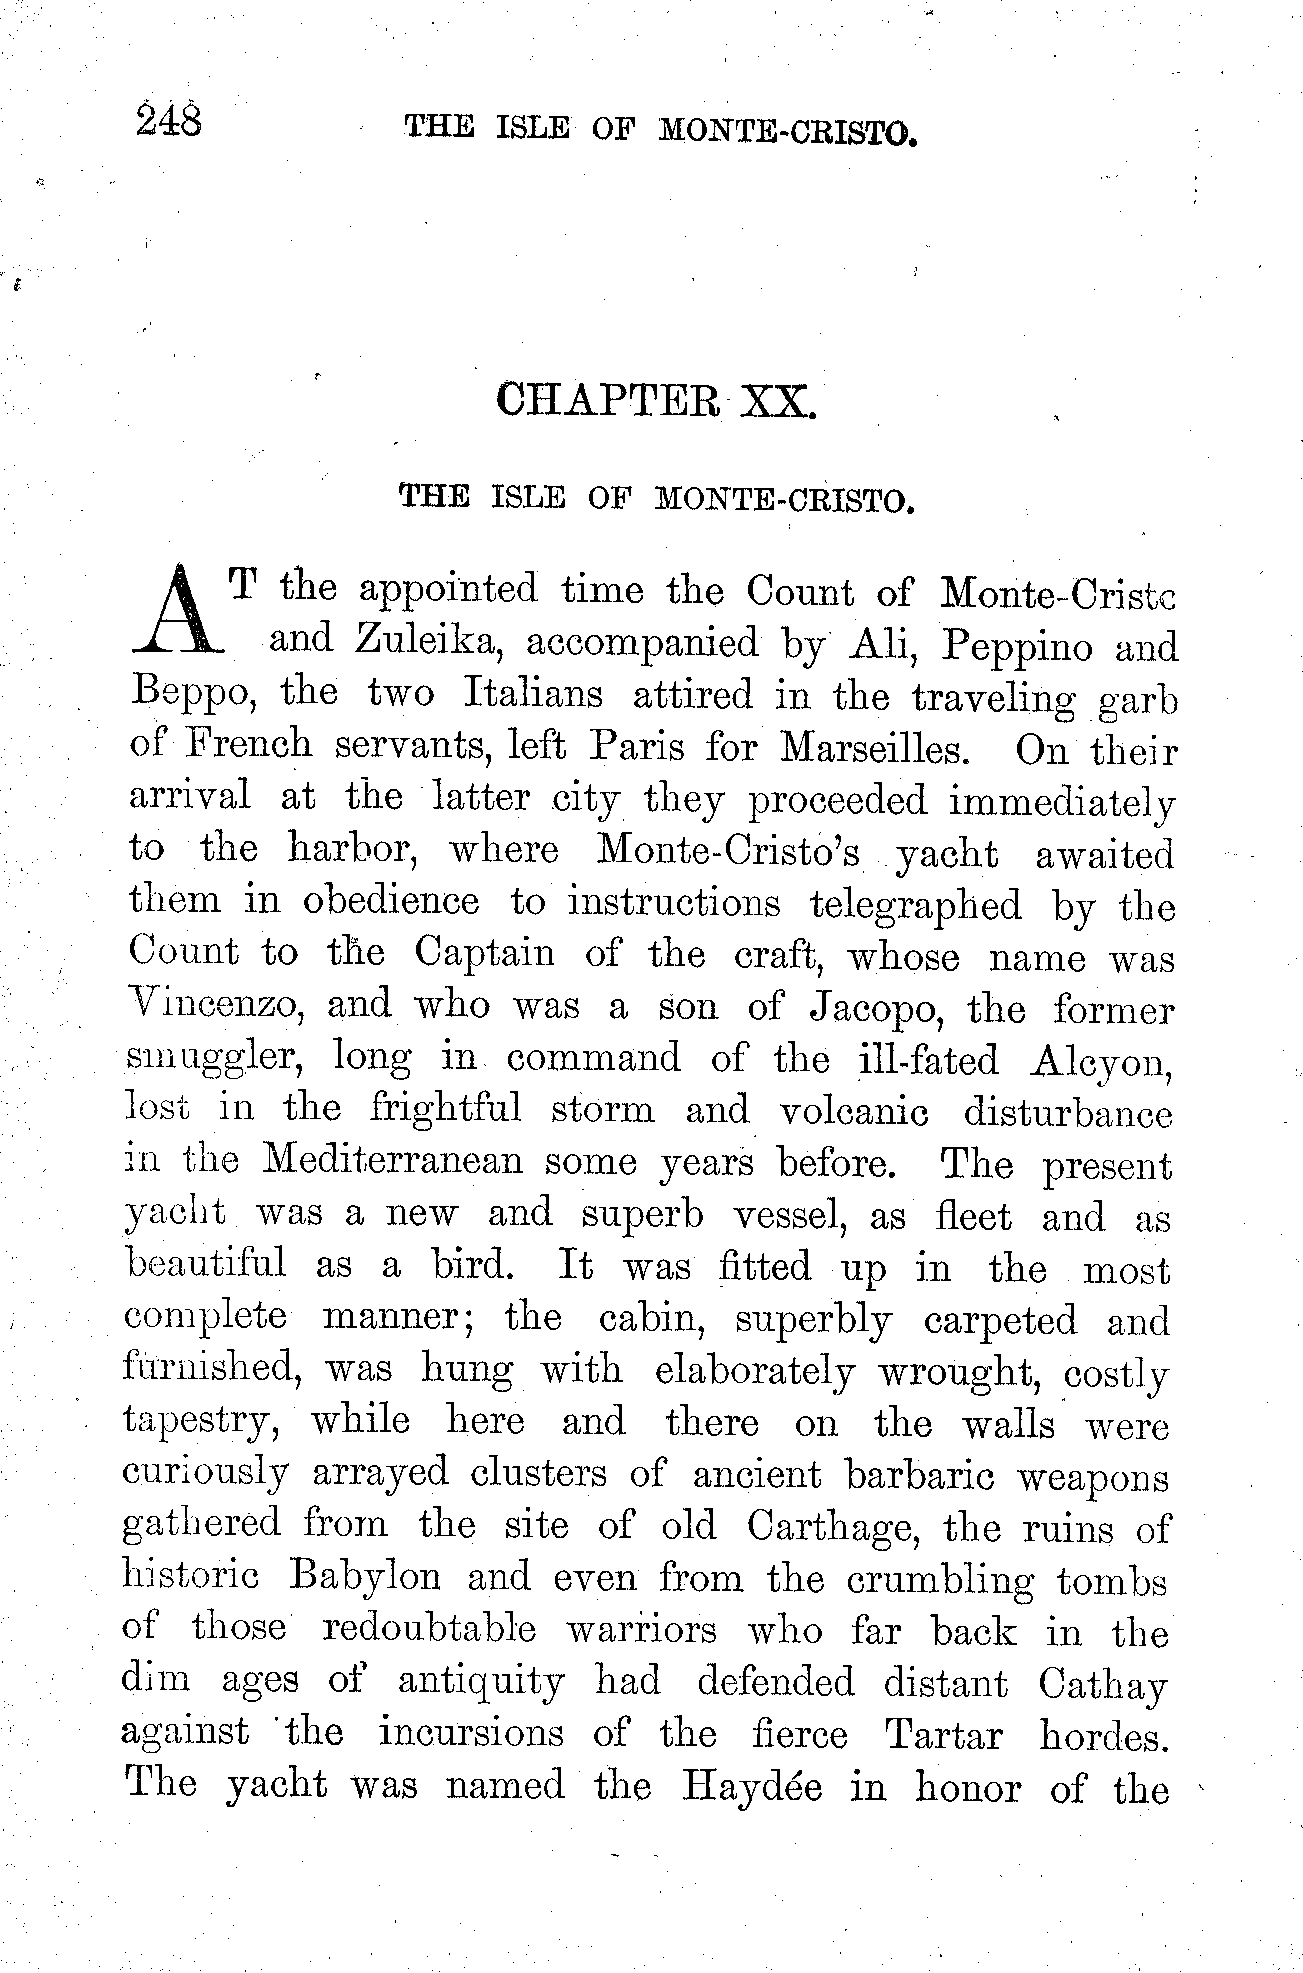 248 THE ISLE OF MONTE-CRISTO.
CHAPTER XX.
THE ISLE OF MONTE-CRISTO.
AT the appointed time the Count of Monte-Cristo
and Zuleika, accompanied by Ali, Peppino and
Beppo, the two Italians attired in the traveling garb
of French servants, left Paris for Marseilles. On their
arrival at the latter city they proceeded immediately
to the harbor, where Monte-Cristo's yacht awaited
them in obedience to instructions telegraphed by the
Count to the Captain of the craft, whose name was
Vincenzo, and who was a son of Jacopo, the former
smuggler, long in command of the ill-fated Alcyon,
lost in the frightful storm and volcanic disturbance
in the Mediterranean some years before. The present
yacht was a new and superb vessel, as fleet and as
beautiful as a bird. It was fitted up in the most
complete manner; the cabin, superbly carpeted and
furnished, was hung with elaborately wrought, costly
tapestry, while here and there on the walls were
curiously arrayed clusters of ancient barbaric weapons
gathered from the site of old Carthage, the ruins of
historic Babylon and even from the crumbling tombs
of those redoubtable warriors who far back in the
dim ages of antiquity had defended distant Cathay
against the incursions of the fierce Tartar hordes.
The yacht was named the Haydée in honor of the